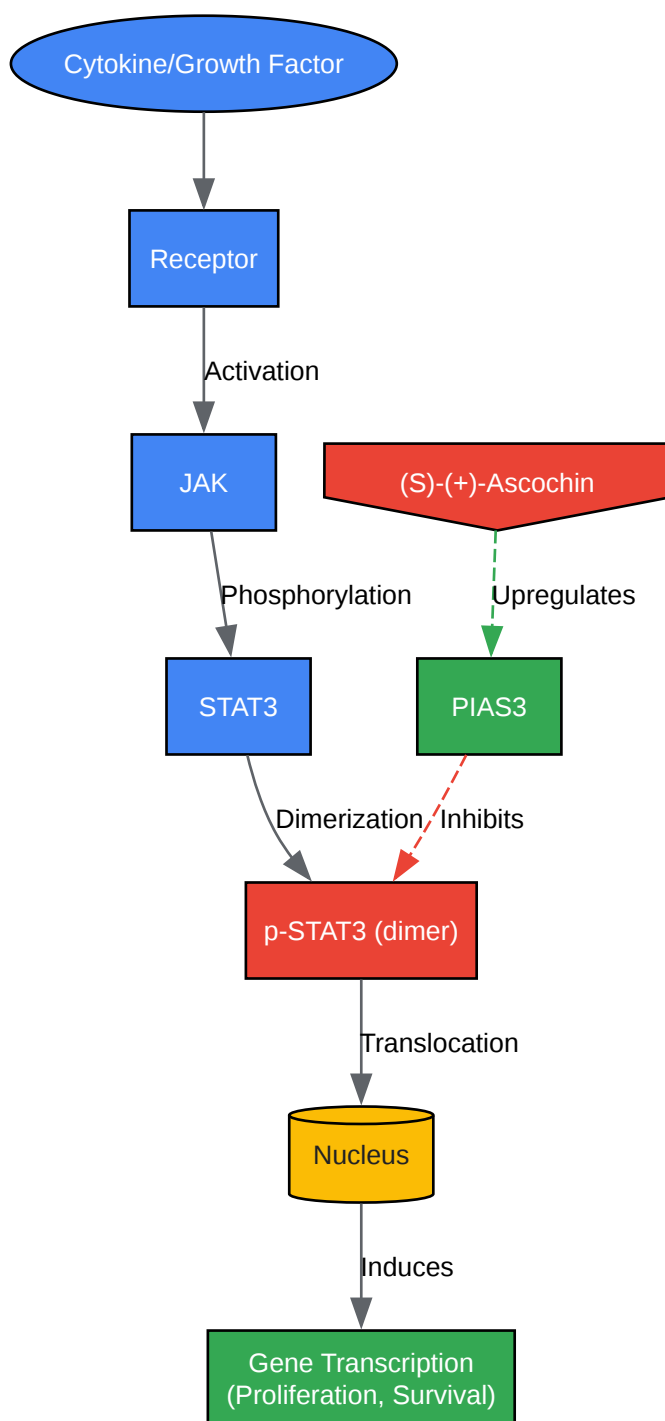 Cytokine/Growth Factor
Receptor
Activation
JAK
(S)-(+)-Ascochin
Phosphorylation
Upregulates
STAT3
PIAS3
Dimerization
Inhibits
p-STAT3 (dimer)
Translocation
Nucleus
Induces
Gene Transcription
(Proliferation, Survival)